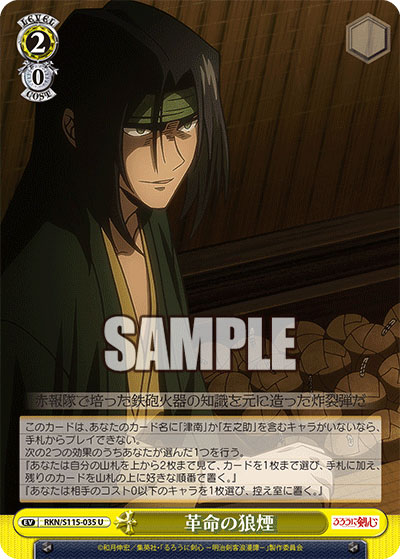 LEVEL
2
0
COST
SAMPLE
赤報隊で培った鉄砲火器の知識を元に造った炸裂弾だ
このカードは、あなたのカード名に「津南」か「左之助」を含むキャラがいないなら、
手札からプレイできない。
次の2つの効果のうちあなたが選んだ1つを行う。
『あなたは自分の山札を上から2枚まで見て、カードを1枚まで選び、手札に加え、
残りのカードを山札の上に好きな順番で置く。』
『あなたは相手のコスト0以下のキャラを1枚選び、控え室に置く。』
EV
RKN/S115-035 U
革命の狼煙
るろうに剣心
©和月伸宏/集英社・「るろうに剣心 −明治剣客浪漫譚−」製作委員会